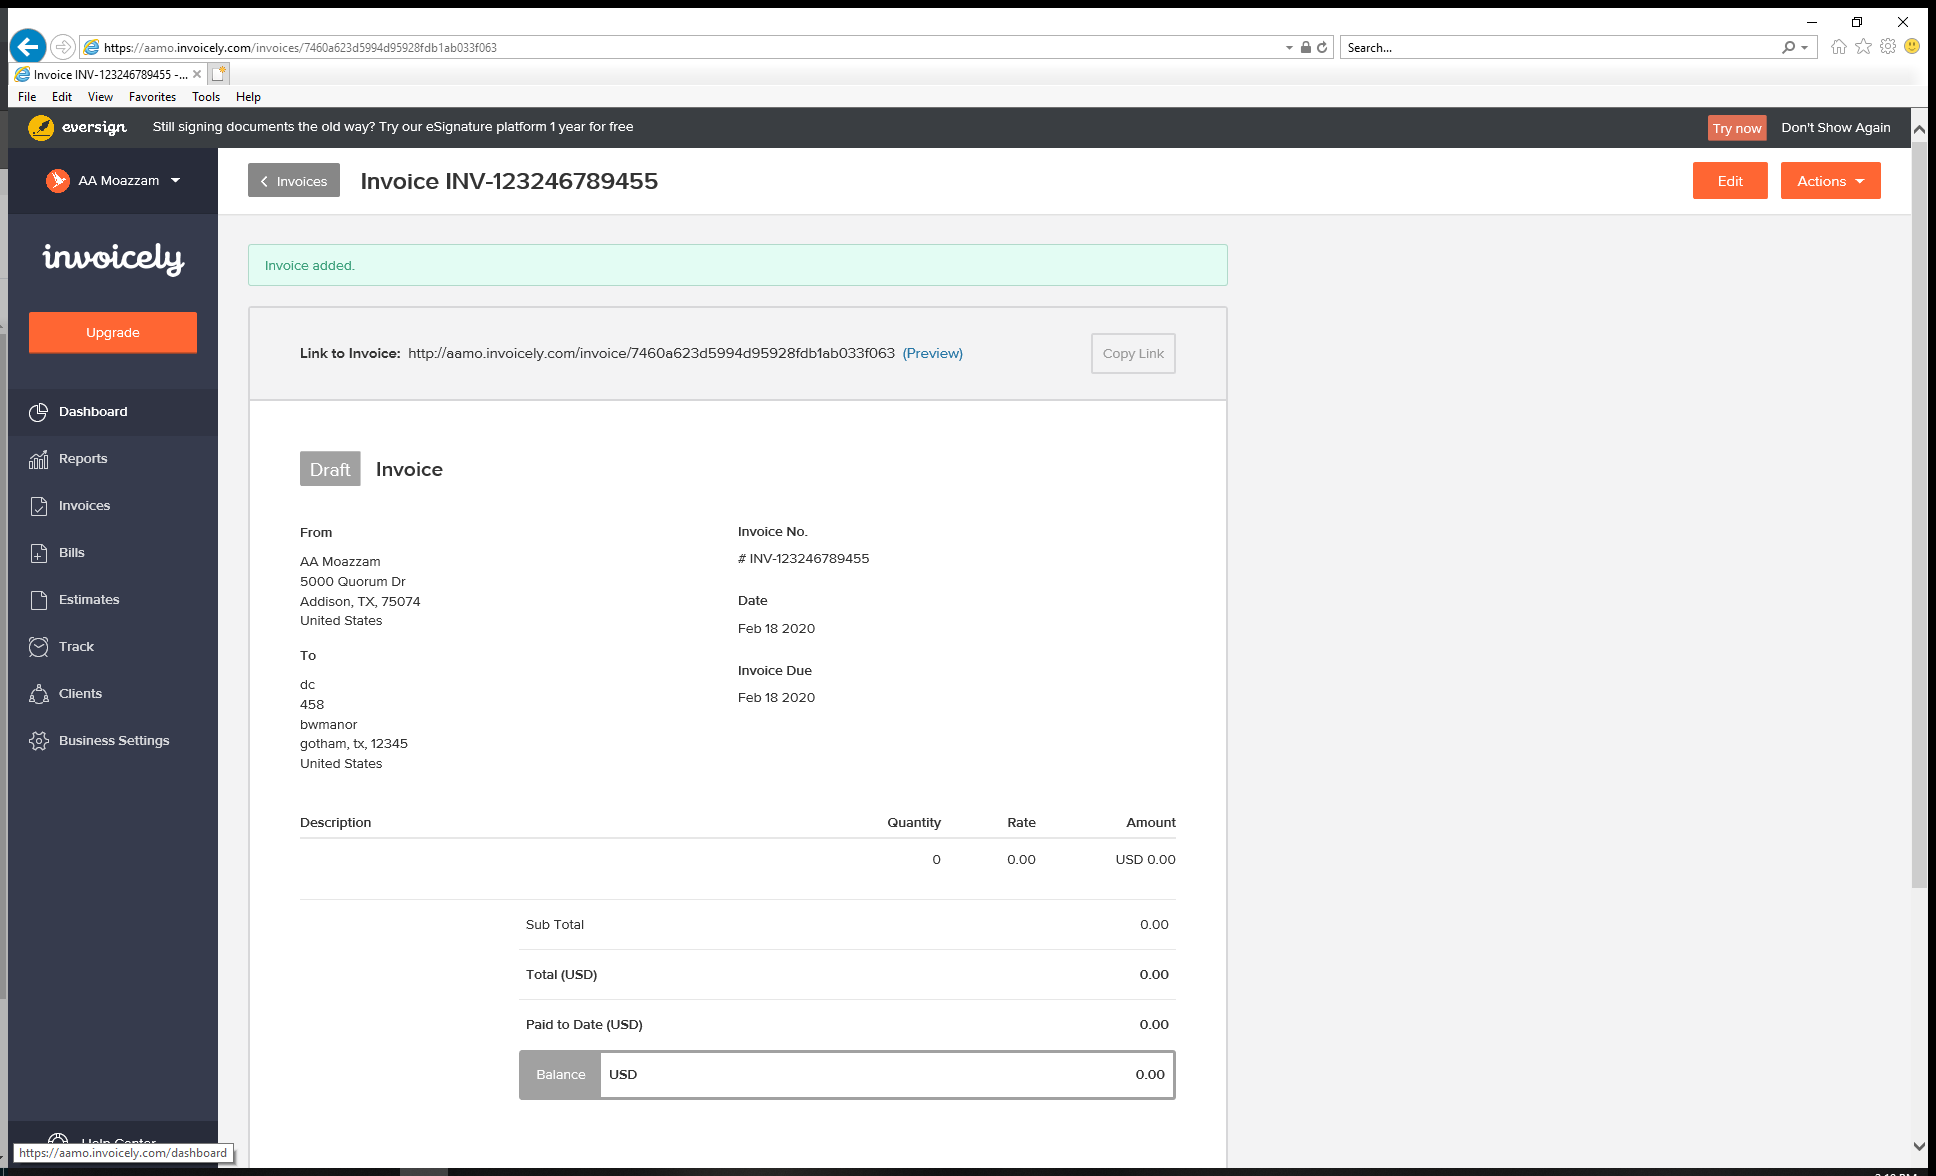 https://aamo.invoicely.com/invoices/7460a623d5994d95928fdb1ab033f063
Search...
Invoice INV-123246789455 -...
File Edit View Favorites Tools Help
eversign Still signing documents the old way? Try our eSignature platform 1 year for free Try now Don't Show Again
AA Moazzam
Invoices Invoice INV-123246789455 Edit Actions
invoicely
Upgrade
Dashboard
Reports
Invoices
Bills
Estimates
Track
Clients
Business Settings
Help Center
https://aamo.invoicely.com/dashboard
Invoice added.
Link to Invoice: http://aamo.invoicely.com/invoice/7460a623d5994d95928fdb1ab033f063 (Preview) Copy Link
Draft Invoice
From
AA Moazzam
5000 Quorum Dr
Addison, TX, 75074
United States
To
dc
458
bwmanor
gotham, tx, 12345
United States
Invoice No.
# INV-123246789455
Date
Feb 18 2020
Invoice Due
Feb 18 2020
Description Quantity Rate Amount
0 0.00 USD 0.00
Sub Total 0.00
Total (USD) 0.00
Paid to Date (USD) 0.00
Balance USD 0.00